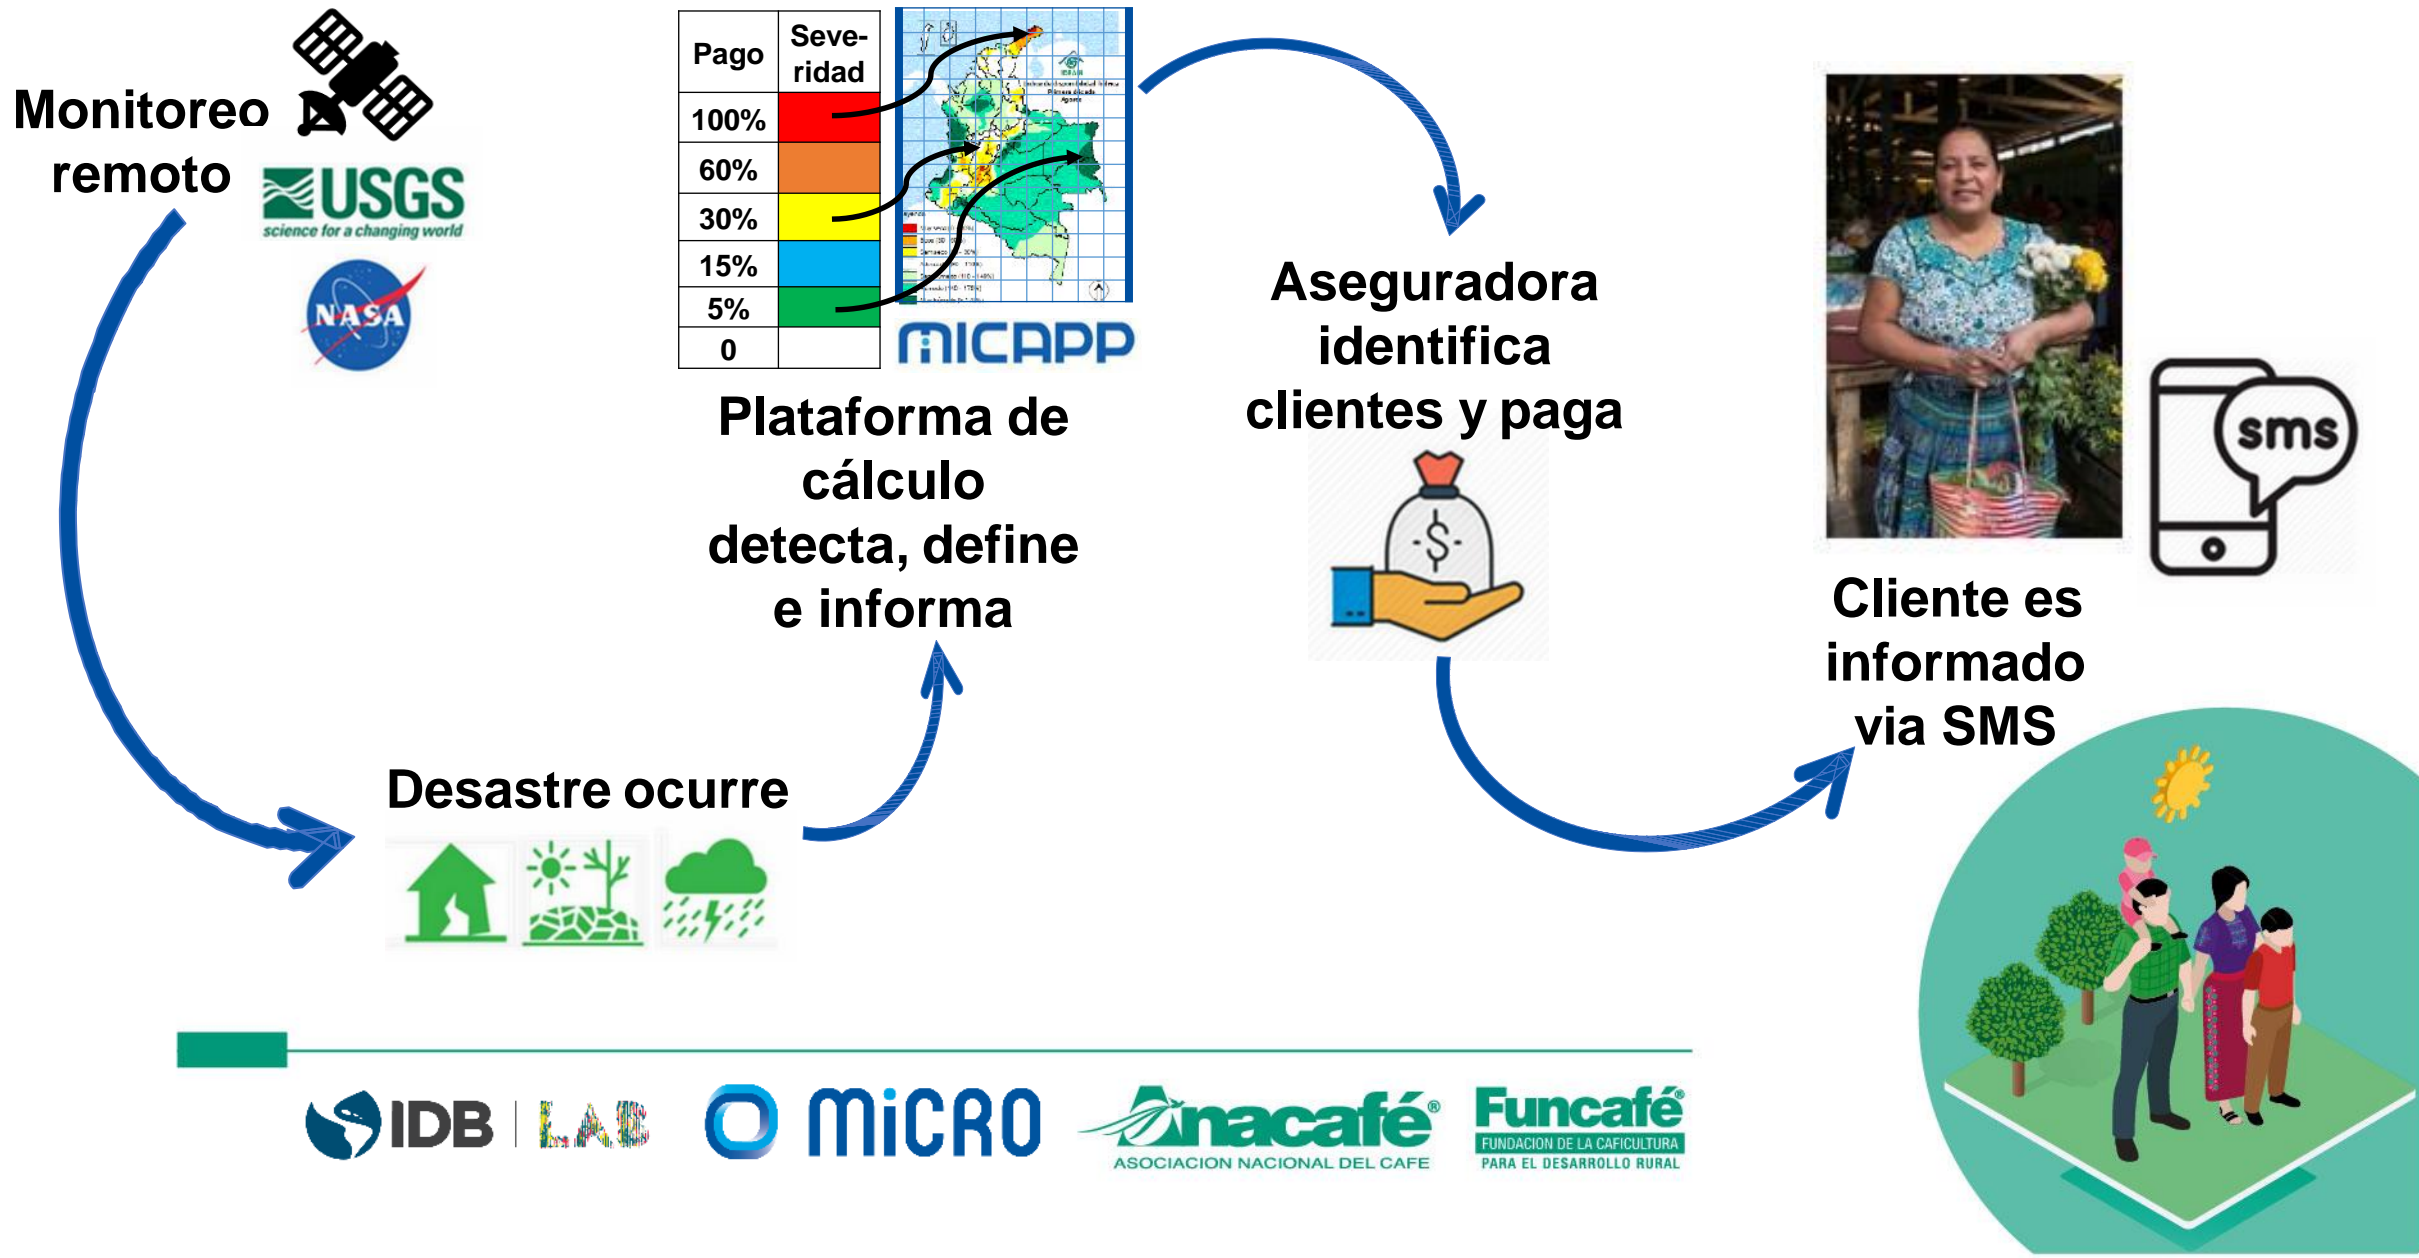 Monitoreo
remoto
USGS
science for a changing world
NASA
Pago
Seve-
ridad
100%
60%
30%
15%
5%
0
Agosto
MICAPP
Plataforma de
cálculo
detecta, define
e informa
Desastre ocurre
Aseguradora
identifica
clientes y paga
$
sms
Cliente es
informado
via SMS
IDB LAB
MiCRO
Anacafé®
ASOCIACION NACIONAL DEL CAFE
Funcafé®
FUNDACION DE LA CAFICULTURA
PARA EL DESARROLLO RURAL